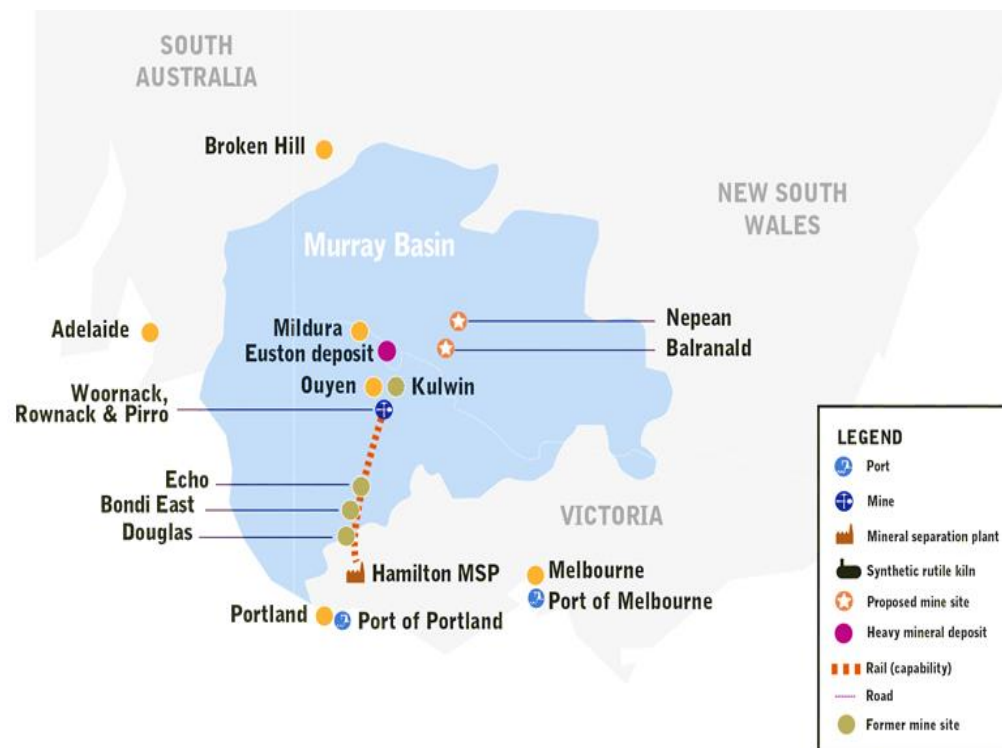 SOUTH
AUSTRALIA
Broken Hill
NEW SOUTH
WALES
Murray Basin
Adelaide
Mildura
Nepean
Euston deposit
Balranald
Ouyen
Kulwin
Woornack,
Rownack & Pirro
Echo
Bondi East
Douglas
VICTORIA
Hamilton MSP
Melbourne
Port of Melbourne
Portland
Port of Portland
LEGEND
Port
Mine
Mineral separation plant
Synthetic rutile kiln
Proposed mine site
Heavy mineral deposit
Rail (capability)
Road
Former mine site